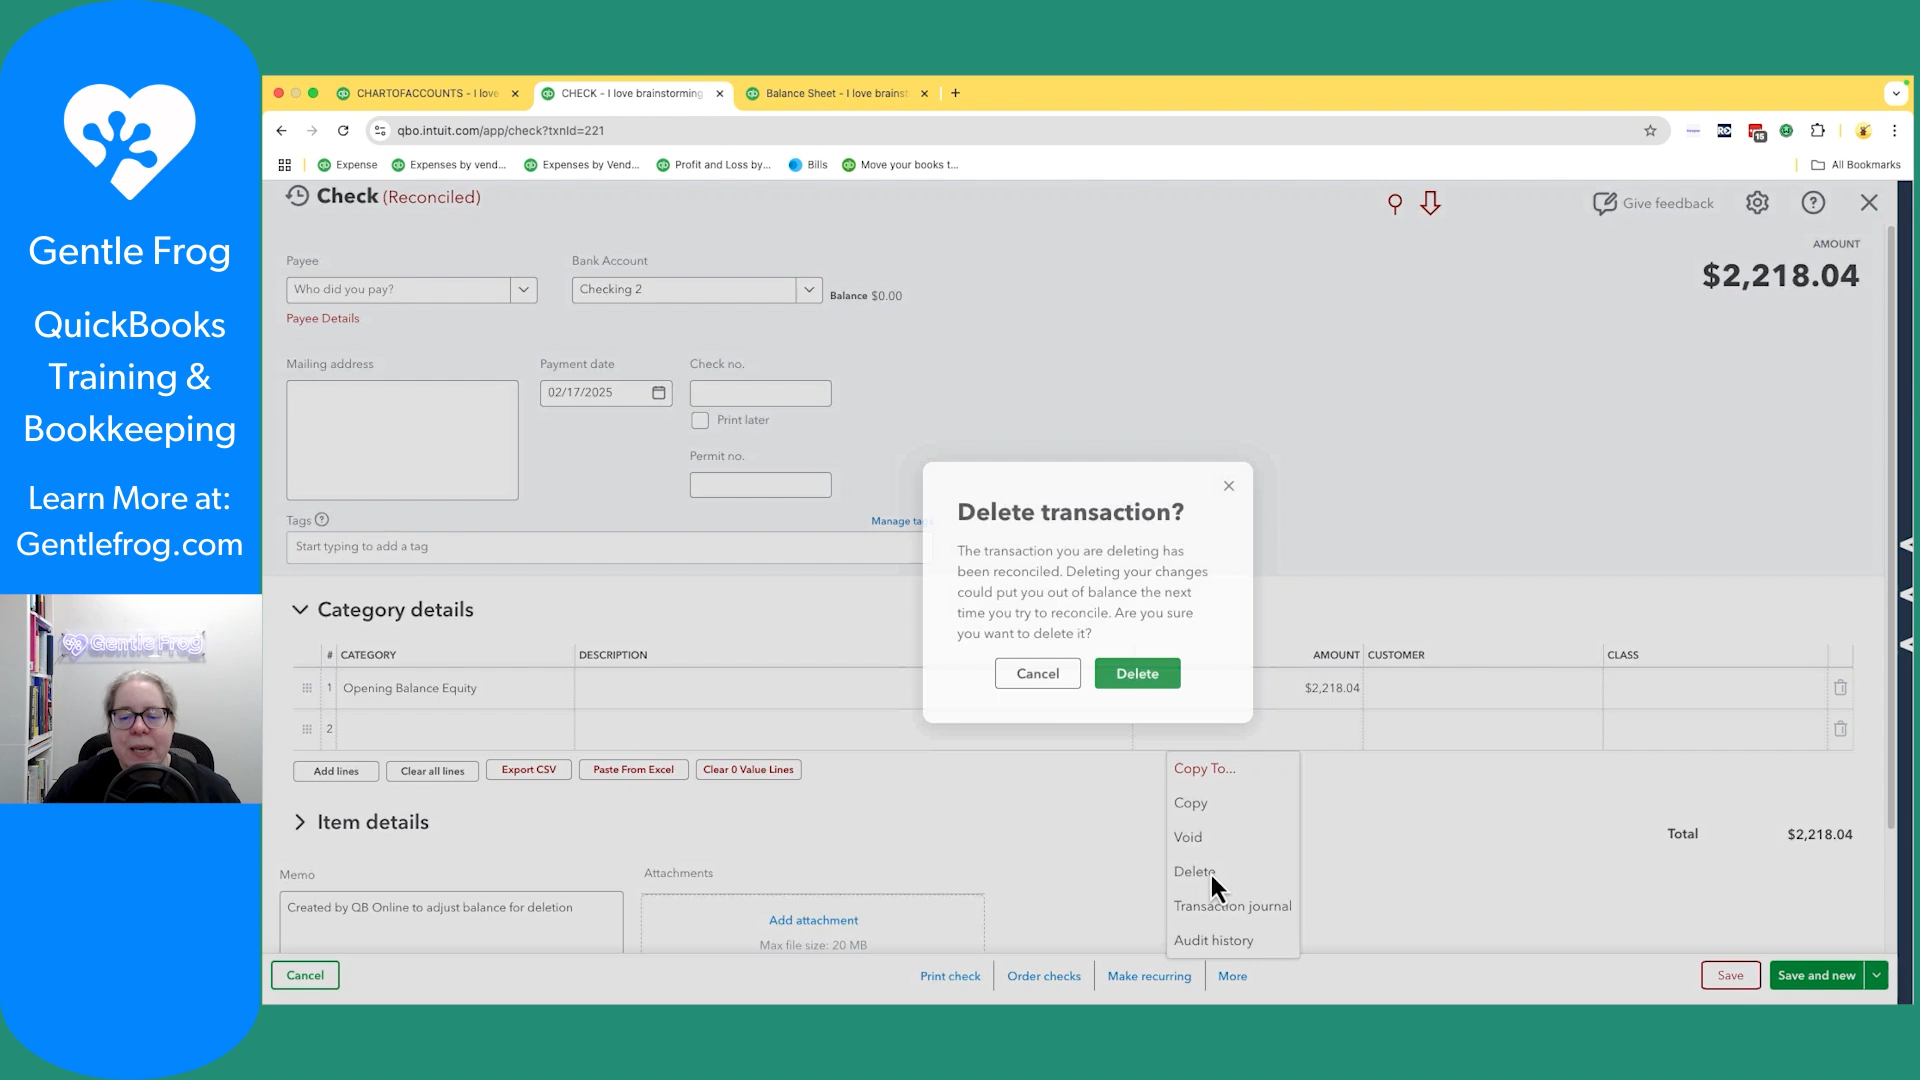 Gentle Frog
QuickBooks
Training &
Bookkeeping
Learn More at:
Gentlefrog.com
Gentle Frog
CHARTOFACCOUNTS - I love
CHECK - I love brainstorming
Balance Sheet - I love brainst
qbo.intuit.com/app/check?txnId=221
15
Expense
Expenses by vend...
Expenses by Vend...
Profit and Loss by...
Bills
Move your books t...
All Bookmarks
Check (Reconciled)
Give feedback
AMOUNT
$2,218.04
Payee
Who did you pay?
Payee Details
Bank Account
Checking 2
Balance $0.00
Mailing address
Payment date
02/17/2025
Check no.
Print later
Permit no.
Tags
Manage tags
Start typing to add a tag
Delete transaction?
The transaction you are deleting has
been reconciled. Deleting your changes
could put you out of balance the next
time you try to reconcile. Are you sure
you want to delete it?
Cancel
Delete
Category details
# CATEGORY DESCRIPTION AMOUNT CUSTOMER CLASS
1 Opening Balance Equity $2,218.04
2
Add lines
Clear all lines
Export CSV
Paste From Excel
Clear 0 Value Lines
Copy To...
Copy
Void
Delete
Transaction journal
Audit history
Item details
Total $2,218.04
Memo
Created by QB Online to adjust balance for deletion
Attachments
Add attachment
Max file size: 20 MB
Cancel
Print check
Order checks
Make recurring
More
Save
Save and new